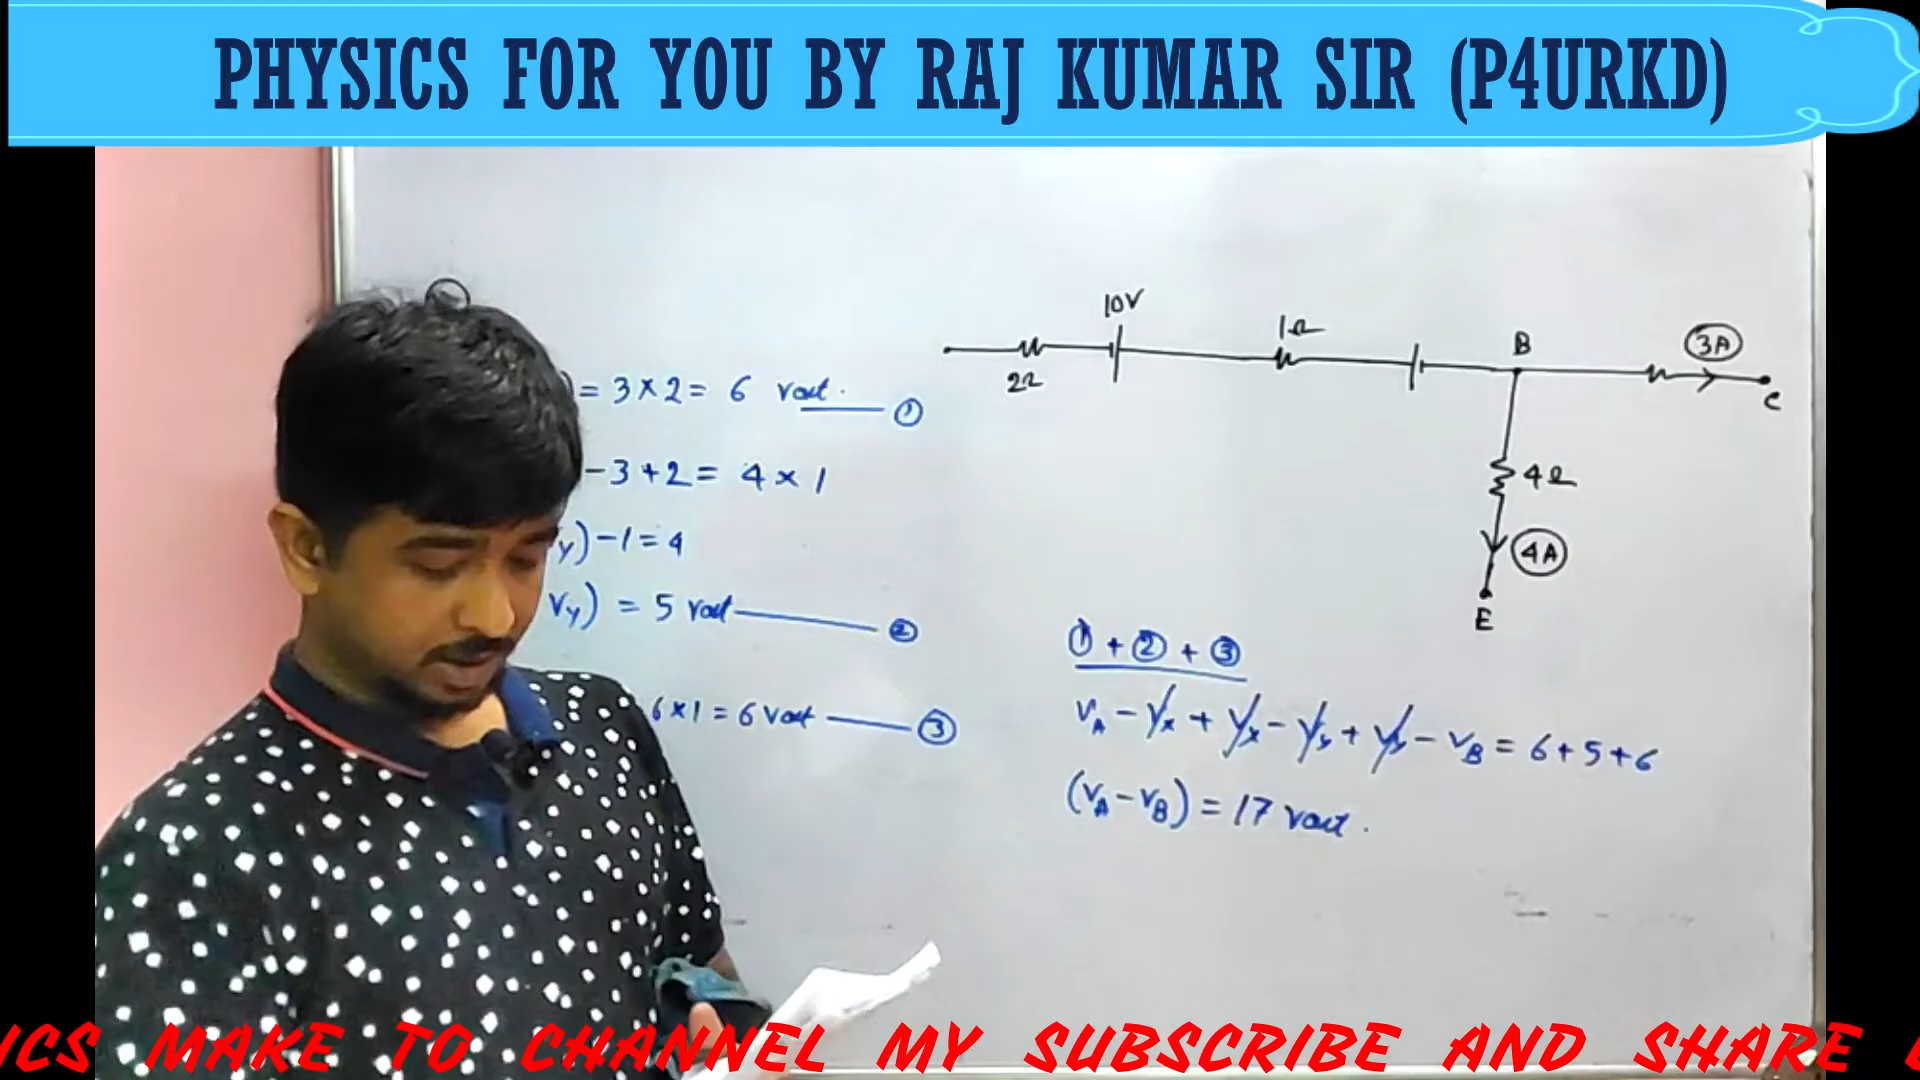 PHYSICS FOR YOU BY RAJ KUMAR SIR (P4URKD)
) = 3 × 2 = 6 volt. ①
- 3 + 2 = 4 × 1
y) - 1 = 4
Vy) = 5 volt ②
6 × 1 = 6 volt ③
10V
2Ω
1Ω
B
3A
C
4Ω
4A
E
① + ② + ③
VA - Vx + Vx - Vy + Vy - VB = 6 + 5 + 6
(VA - VB) = 17 volt.
ICS MAKE TO CHANNEL MY SUBSCRIBE AND SHARE